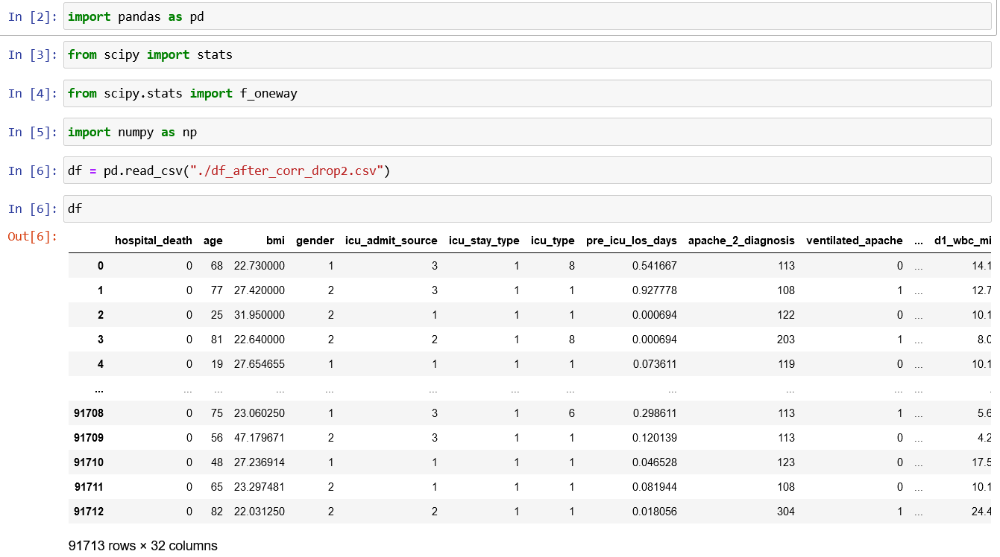 In [2]: import pandas as pd
In [3]: from scipy import stats
In [4]: from scipy.stats import f_oneway
In [5]: import numpy as np
In [6]: df = pd.read_csv("./df_after_corr_drop2.csv")
In [6]: df
Out[6]:
hospital_death age bmi gender icu_admit_source icu_stay_type icu_type pre_icu_los_days apache_2_diagnosis ventilated_apache ... d1_wbc_mi
0 0 68 22.730000 1 3 1 8 0.541667 113 0 ... 14.1
1 0 77 27.420000 2 3 1 1 0.927778 108 1 ... 12.7
2 0 25 31.950000 2 1 1 1 0.000694 122 0 ... 10.1
3 0 81 22.640000 2 2 1 8 0.000694 203 1 ... 8.0
4 0 19 27.654655 1 1 1 1 0.073611 119 0 ... 10.1
... ... ... ... ... ... ... ... ... ... ... ... .
91708 0 75 23.060250 1 3 1 6 0.298611 113 1 ... 5.6
91709 0 56 47.179671 2 3 1 1 0.120139 113 0 ... 4.2
91710 0 48 27.236914 1 1 1 1 0.046528 123 0 ... 17.5
91711 0 65 23.297481 2 1 1 1 0.081944 108 0 ... 10.1
91712 0 82 22.031250 2 2 1 1 0.018056 304 1 ... 24.4
91713 rows × 32 columns